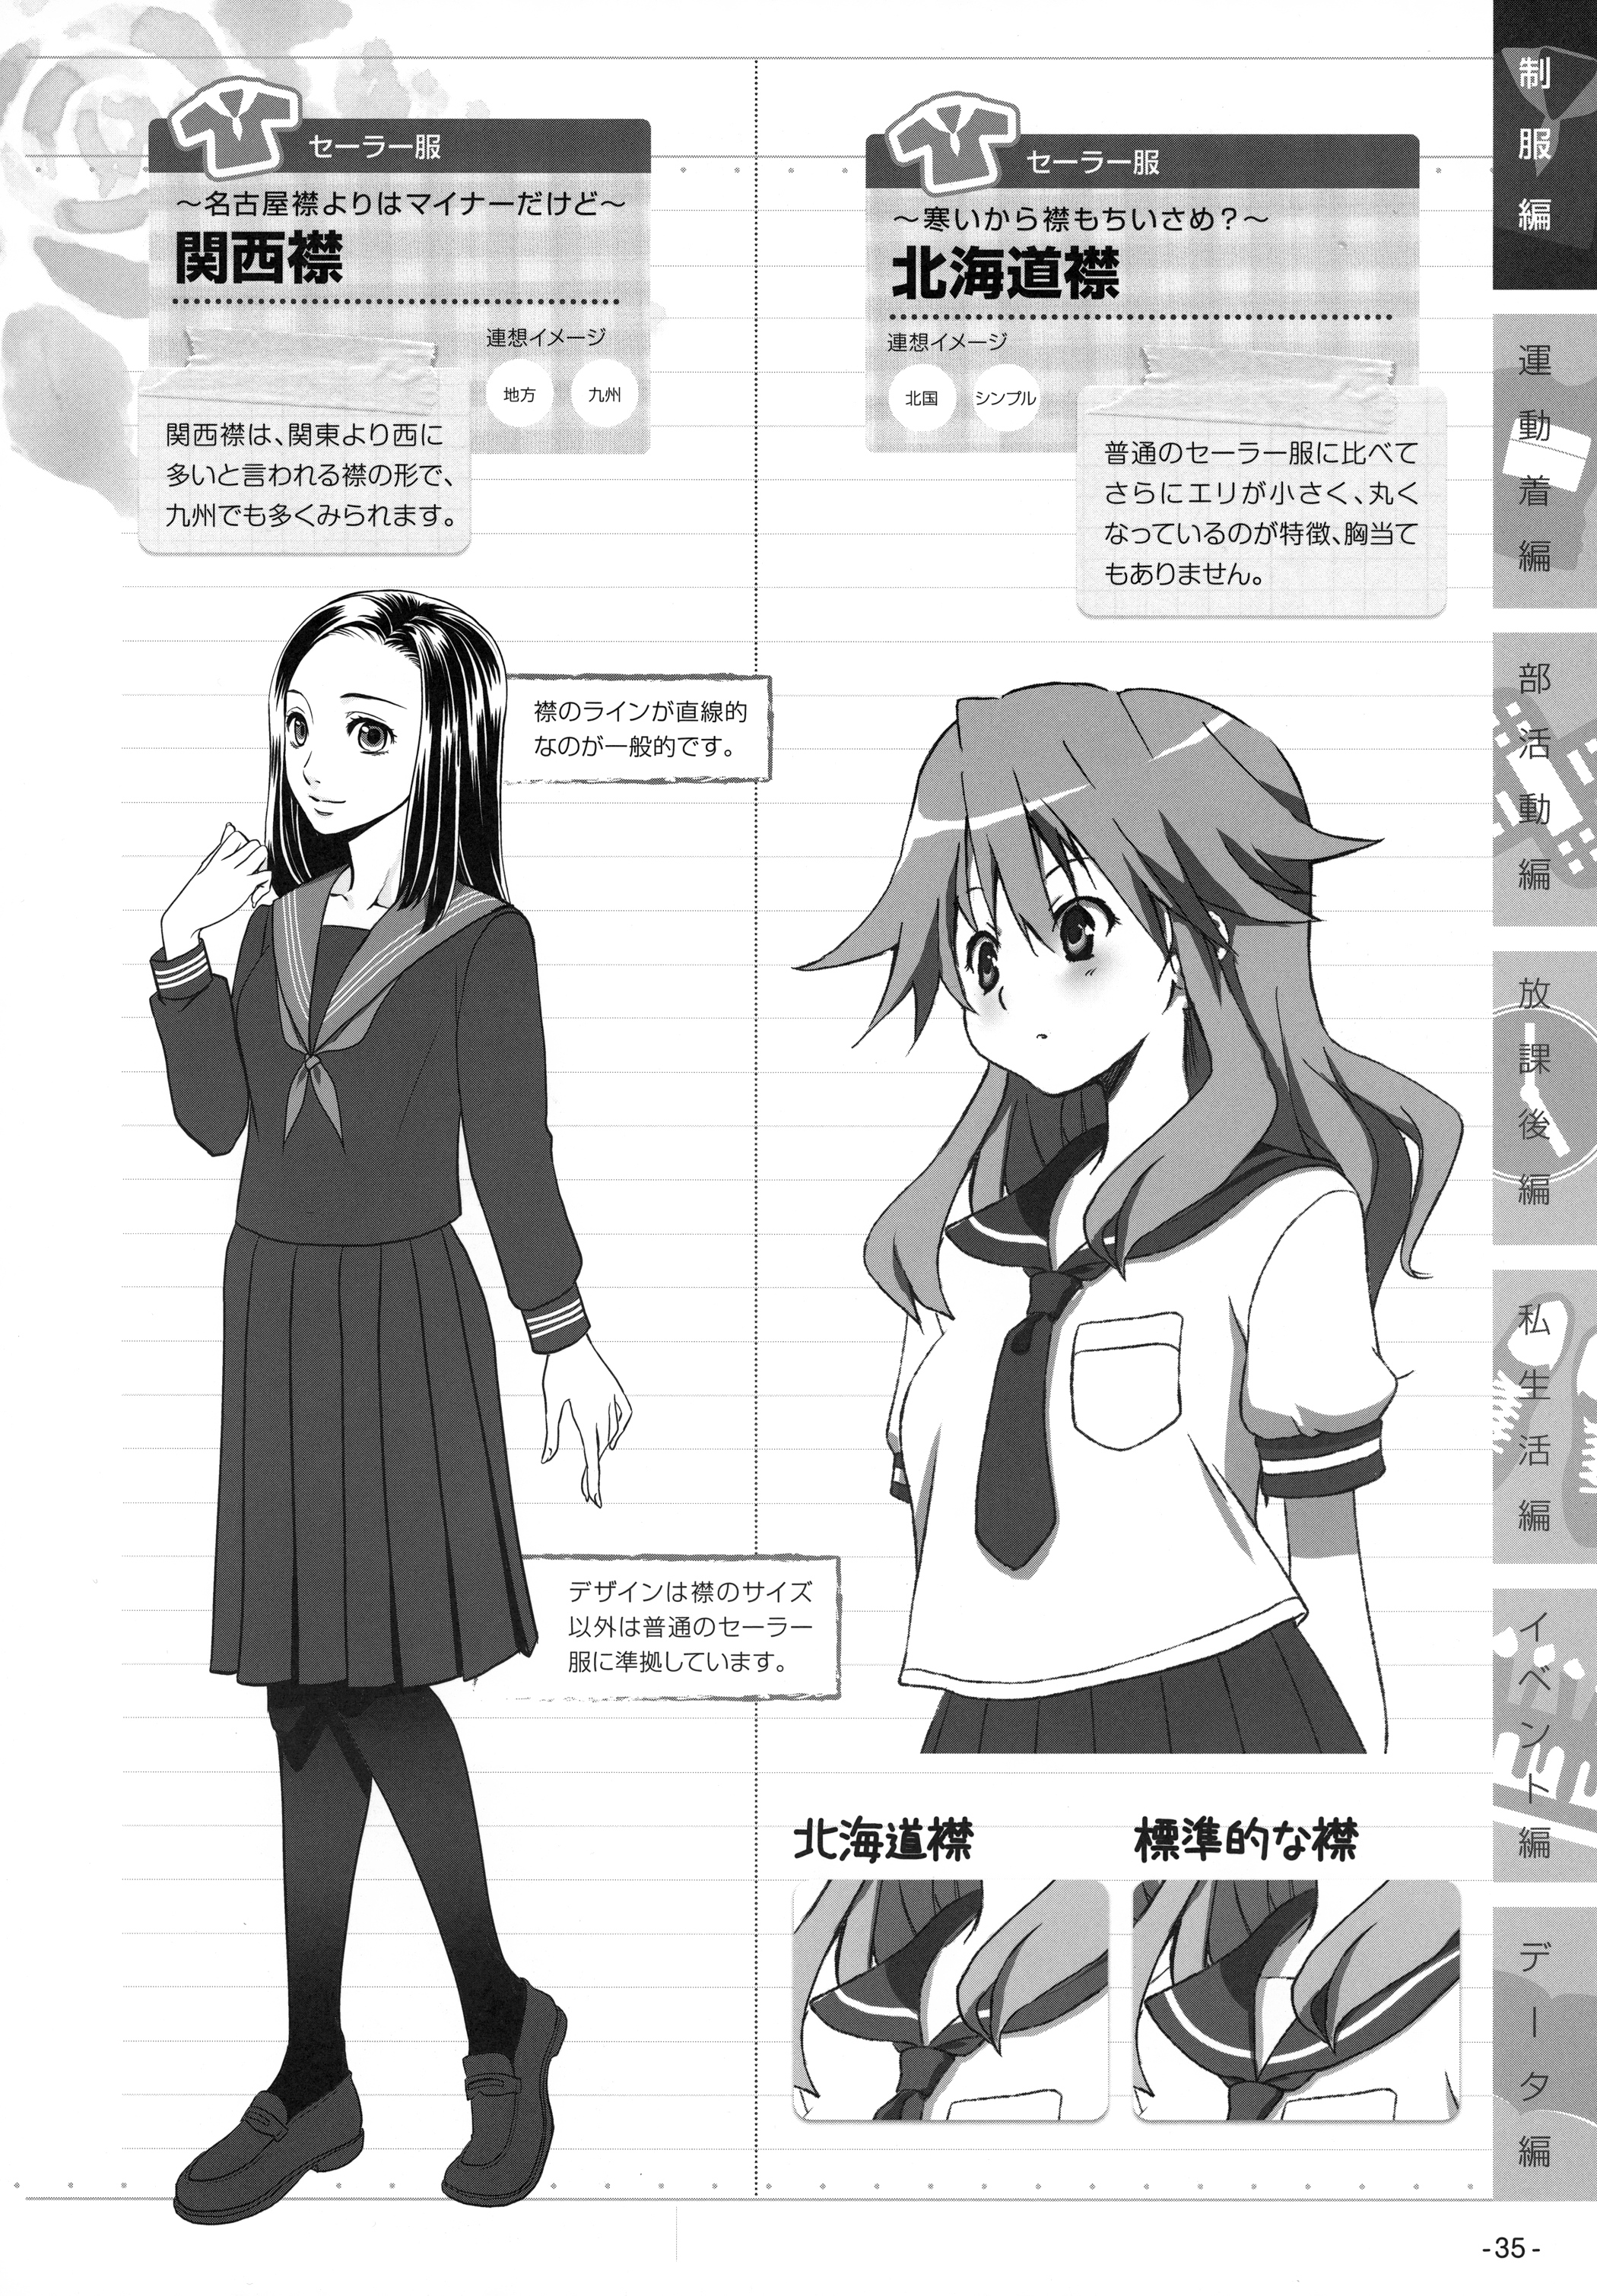 セーラー服
～名古屋襟よりはマイナーだけど～
関西襟
連想イメージ
地方
九州
関西襟は、関東より西に
多いと言われる襟の形で、
九州でも多くみられます。
襟のラインが直線的
なのが一般的です。
デザインは襟のサイズ
以外は普通のセーラー
服に準拠しています。
セーラー服
～寒いから襟もちいさめ？～
北海道襟
連想イメージ
北国
シンプル
普通のセーラー服に比べて
さらにエリが小さく、丸く
なっているのが特徴、胸当て
もありません。
北海道襟
標準的な襟
制服編
運動着編
部活動編
放課後編
私生活編
イベント編
データ編
-35-